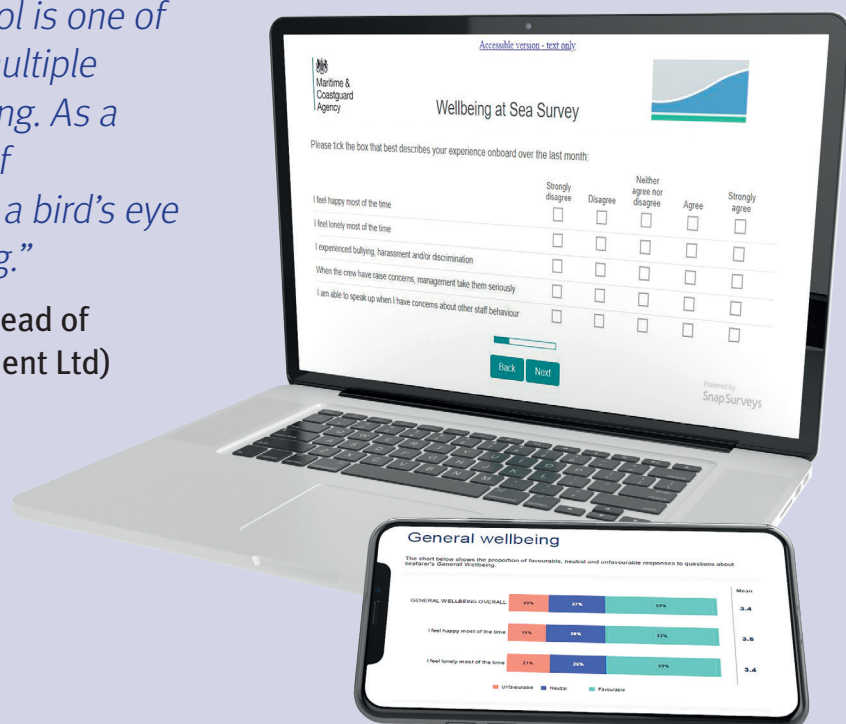 ol is one of
ultiple
ng. As a
f
a bird's eye
g.”
ead of
ent Ltd)
Accessible version - text only
Maritime &
Coastguard
Agency
Wellbeing at Sea Survey
Please tick the box that best describes your experience onboard over the last month:
Strongly disagree Disagree Neither agree nor disagree Agree Strongly agree
I feel happy most of the time
I feel lonely most of the time
I experienced bullying, harassment and/or discrimination
When the crew have raise concerns, management take them seriously
I am able to speak up when I have concerns about other staff behaviour
Back Next
Powered by
Snap Surveys
General wellbeing
The chart below shows the proportion of favourable, neutral and unfavourable responses to questions about
seafarer's General Wellbeing.
Mean
GENERAL WELLBEING OVERALL 27% 3.4
I feel happy most of the time 3.5
I feel lonely most of the time 21% 26% 3.4
Unfavourable Neutral Favourable